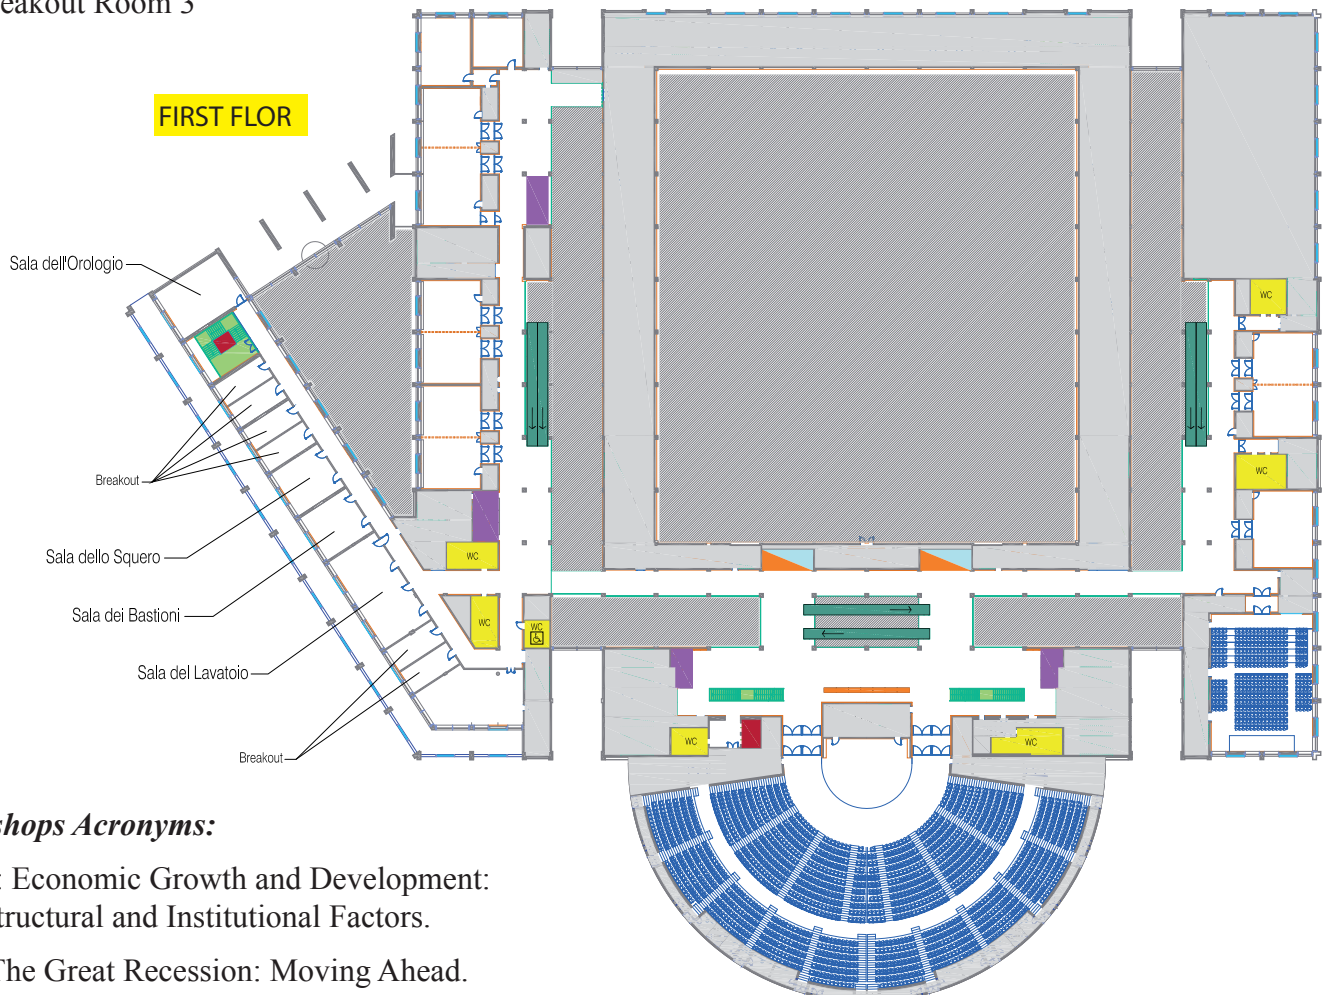 eakout Room 3
FIRST FLOR
Sala dell'Orologio
WC
Breakout
WC
Sala dello Squero
WC
Sala dei Bastioni
WC
WC
Sala del Lavatoio
WC
WC
Breakout
shops Acronyms:
: Economic Growth and Development:
tructural and Institutional Factors.
The Great Recession: Moving Ahead.